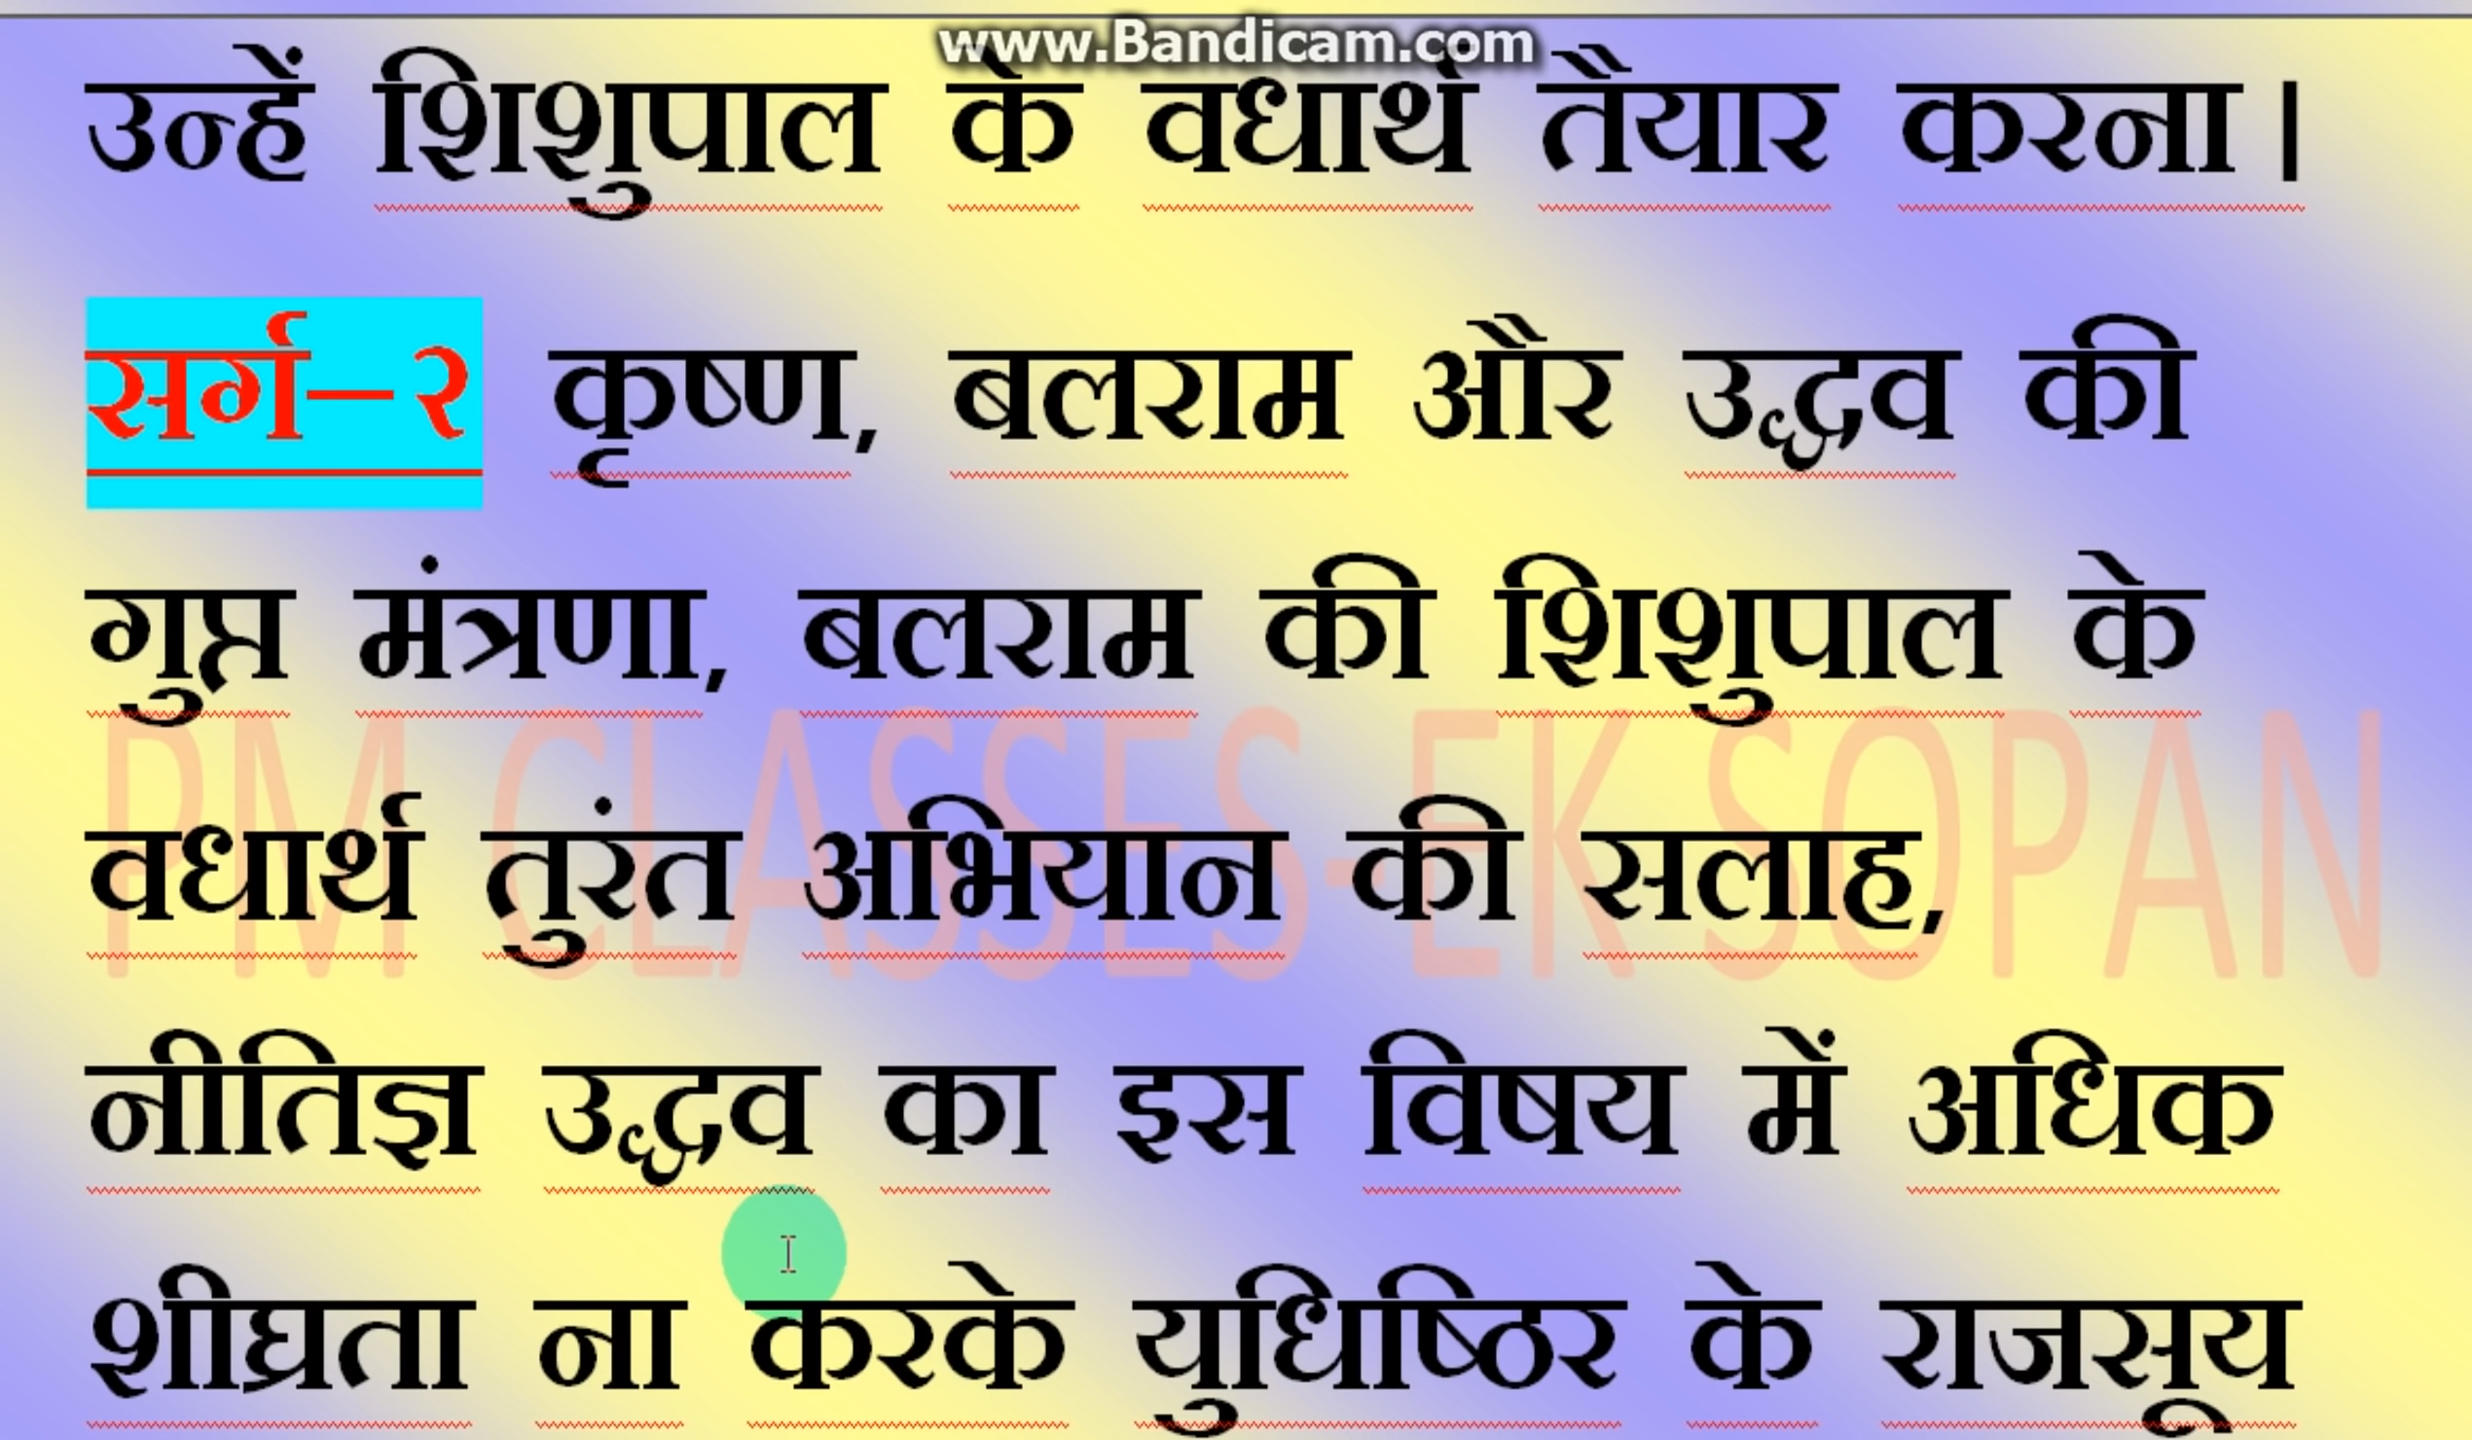 www.Bandicam.com
उन्हें शिशुपाल के वधार्थ तैयार करना।
सर्ग–२ कृष्ण, बलराम और उद्धव की
गुप्त मंत्रणा, बलराम की शिशुपाल के
PM CLASSES-EK SOPAN
वधार्थ तुरंत अभियान की सलाह,
नीतिज्ञ उद्धव का इस विषय में अधिक
शीघ्रता ना करके युधिष्ठिर के राजसूय